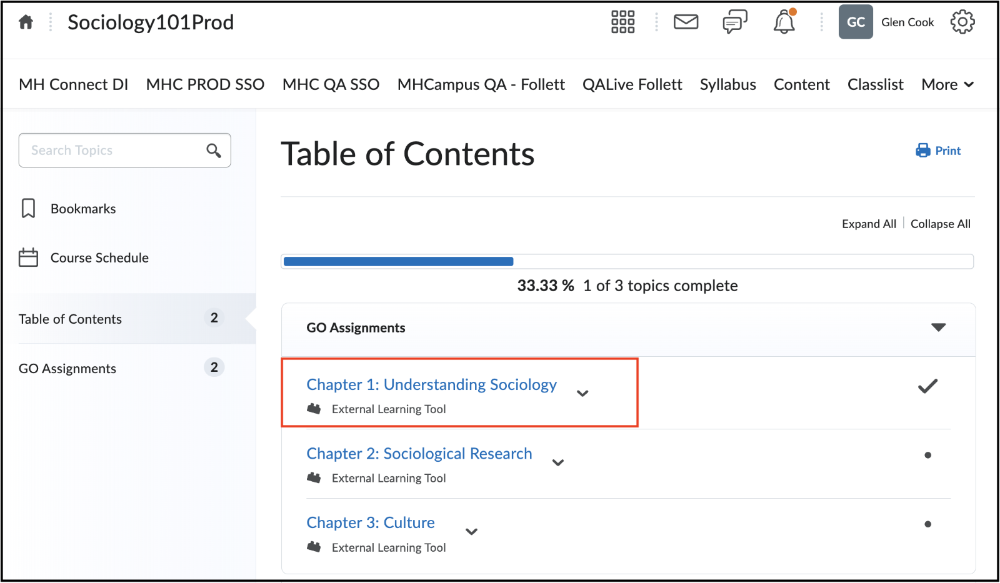 Sociology101Prod
GC Glen Cook
MH Connect DI MHC PROD SSO MHC QA SSO MHCampus QA - Follett QALive Follett Syllabus Content Classlist More
Search Topics
Bookmarks
Course Schedule
Table of Contents 2
GO Assignments 2
Table of Contents
Print
Expand All Collapse All
33.33 % 1 of 3 topics complete
GO Assignments
Chapter 1: Understanding Sociology
External Learning Tool
Chapter 2: Sociological Research
External Learning Tool
Chapter 3: Culture
External Learning Tool